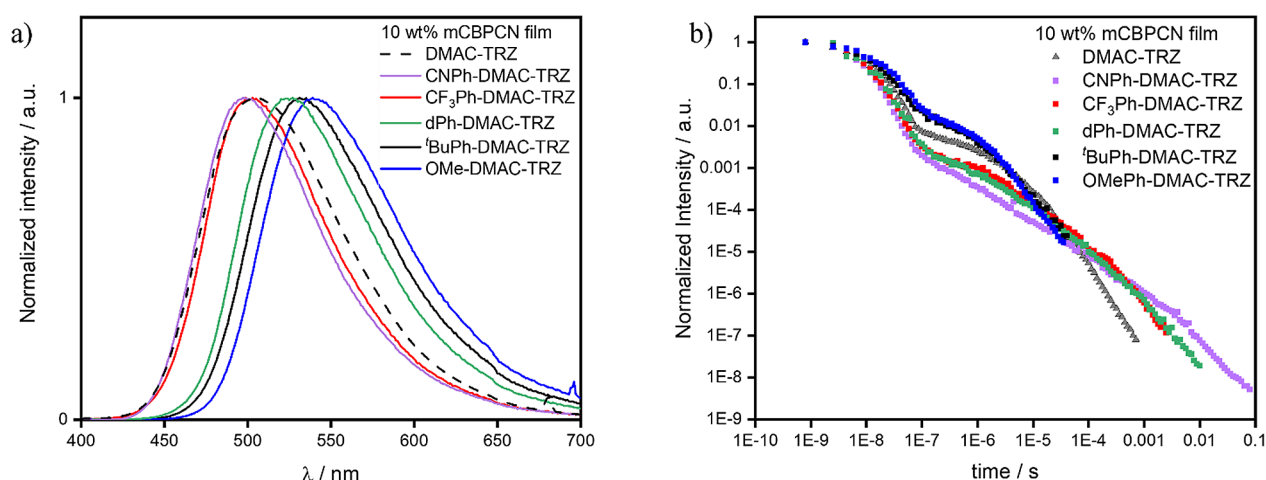 a)
10 wt% mCBPCN film
DMAC-TRZ
CNPh-DMAC-TRZ
CF₃Ph-DMAC-TRZ
dPh-DMAC-TRZ
ᵗBuPh-DMAC-TRZ
OMe-DMAC-TRZ
Normalized intensity / a.u.
1
0
400 450 500 550 600 650 700
λ / nm
b)
10 wt% mCBPCN film
DMAC-TRZ
CNPh-DMAC-TRZ
CF₃Ph-DMAC-TRZ
dPh-DMAC-TRZ
ᵗBuPh-DMAC-TRZ
OMePh-DMAC-TRZ
Normalized Intensity / a.u.
1
0.1
0.01
0.001
1E-4
1E-5
1E-6
1E-7
1E-8
1E-9
1E-10 1E-9 1E-8 1E-7 1E-6 1E-5 1E-4 0.001 0.01 0.1
time / s